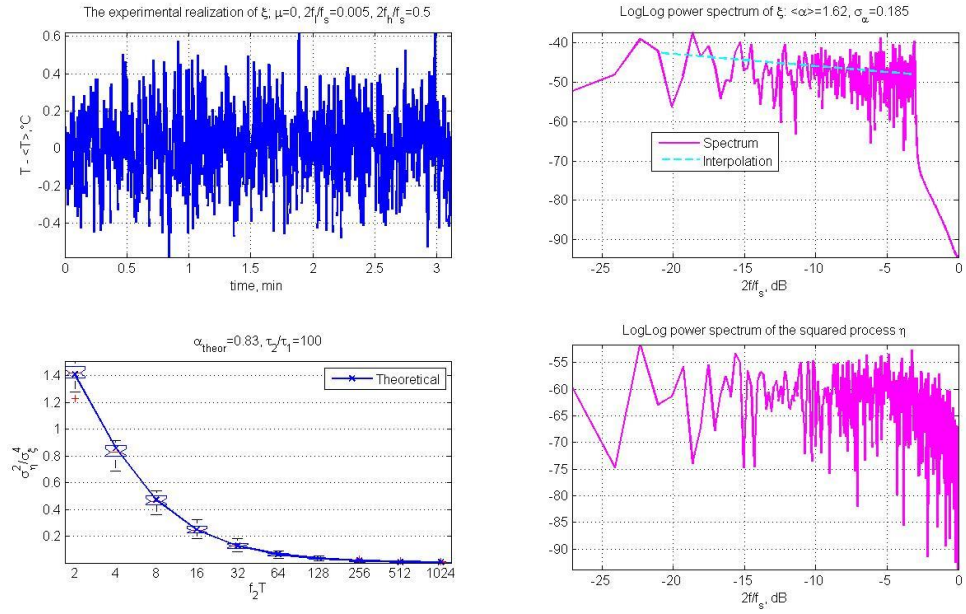 The experimental realization of ξ; μ=0, 2f_l/f_s=0.005, 2f_h/f_s=0.5
0.6
0.4
0.2
0
-0.2
-0.4
T - <T>,°C
0 0.5 1 1.5 2 2.5 3
time, min
LogLog power spectrum of ξ: <α>=1.62, σ_α=0.185
-40
-50
-60
-70
-80
-90
Spectrum
Interpolation
-25 -20 -15 -10 -5 0
2f/f_s, dB
α_theor=0.83, τ_2/τ_1=100
1.4
1.2
1
0.8
0.6
0.4
0.2
σ_η^2/σ_ξ^4
Theoretical
2 4 8 16 32 64 128 256 512 1024
f_2T
LogLog power spectrum of the squared process η
-55
-60
-65
-70
-75
-80
-85
-90
-25 -20 -15 -10 -5 0
2f/f_s, dB